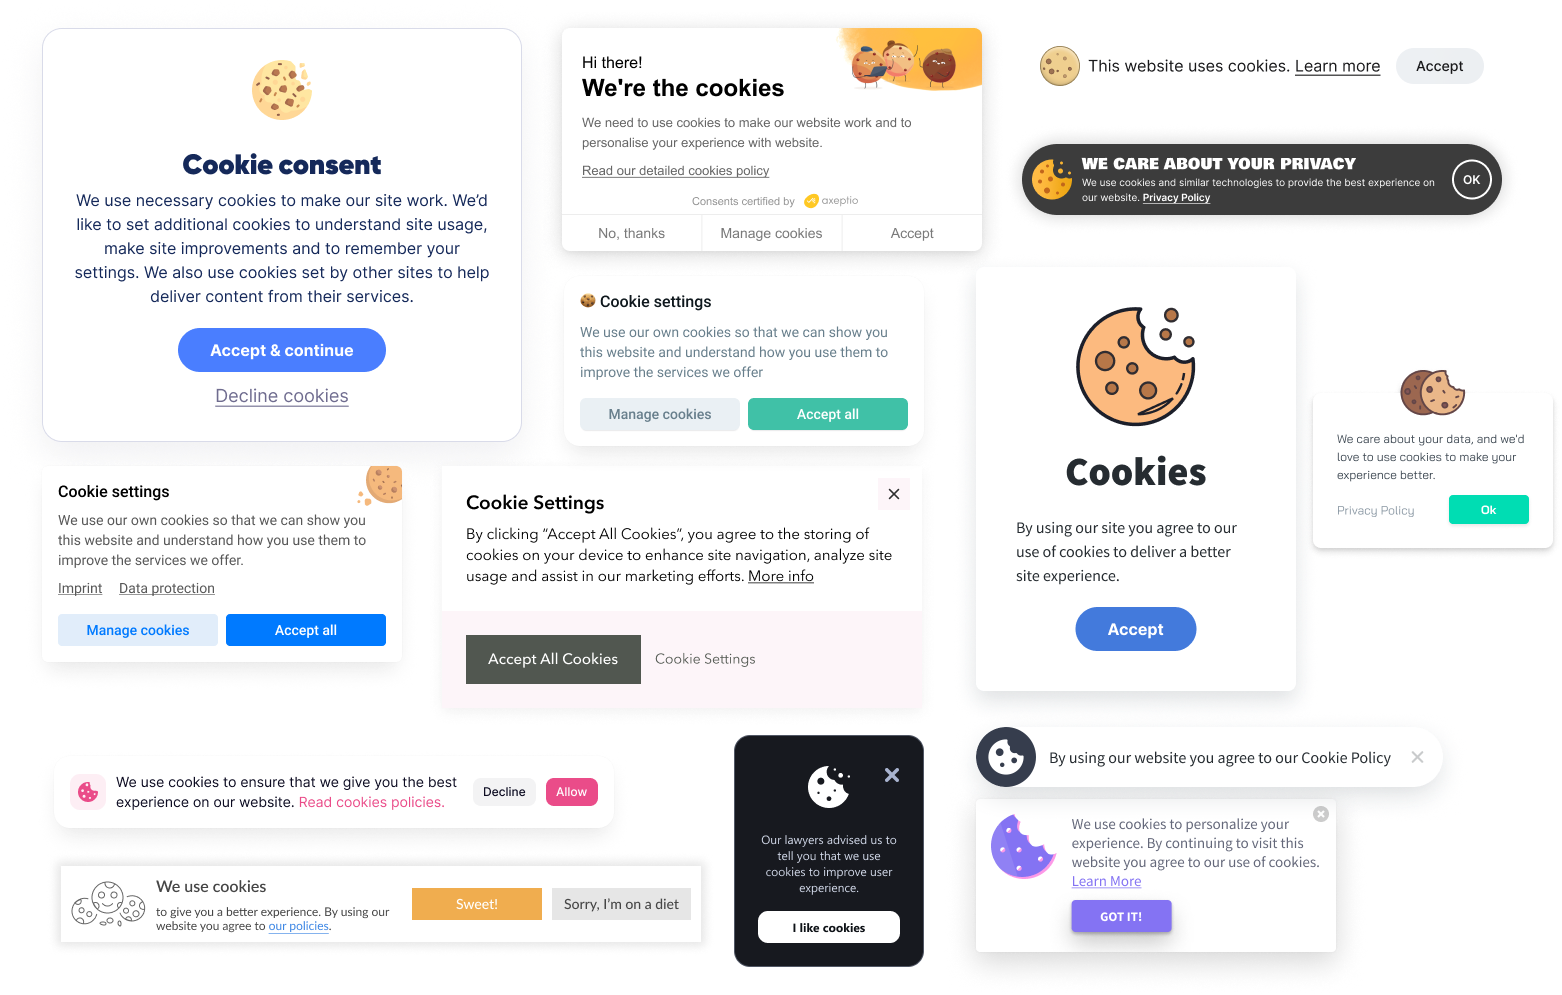 Cookie consent
We use necessary cookies to make our site work. We’d
like to set additional cookies to understand site usage,
make site improvements and to remember your
settings. We also use cookies set by other sites to help
deliver content from their services.
Accept & continue
Decline cookies
Hi there!
We're the cookies
We need to use cookies to make our website work and to
personalise your experience with website.
Read our detailed cookies policy
Consents certified by axeptio
No, thanks
Manage cookies
Accept
This website uses cookies. Learn more
Accept
WE CARE ABOUT YOUR PRIVACY
We use cookies and similar technologies to provide the best experience on
our website. Privacy Policy
OK
Cookie settings
We use our own cookies so that we can show you
this website and understand how you use them to
improve the services we offer
Manage cookies
Accept all
Cookies
By using our site you agree to our
use of cookies to deliver a better
site experience.
Accept
We care about your data, and we'd
love to use cookies to make your
experience better.
Privacy Policy
Ok
Cookie settings
We use our own cookies so that we can show you
this website and understand how you use them to
improve the services we offer.
Imprint
Data protection
Manage cookies
Accept all
Cookie Settings
By clicking “Accept All Cookies”, you agree to the storing of
cookies on your device to enhance site navigation, analyze site
usage and assist in our marketing efforts. More info
Accept All Cookies
Cookie Settings
We use cookies to ensure that we give you the best
experience on our website. Read cookies policies.
Decline
Allow
We use cookies
to give you a better experience. By using our
website you agree to our policies.
Sweet!
Sorry, I’m on a diet
Our lawyers advised us to
tell you that we use
cookies to improve user
experience.
I like cookies
By using our website you agree to our Cookie Policy
We use cookies to personalize your
experience. By continuing to visit this
website you agree to our use of cookies.
Learn More
GOT IT!